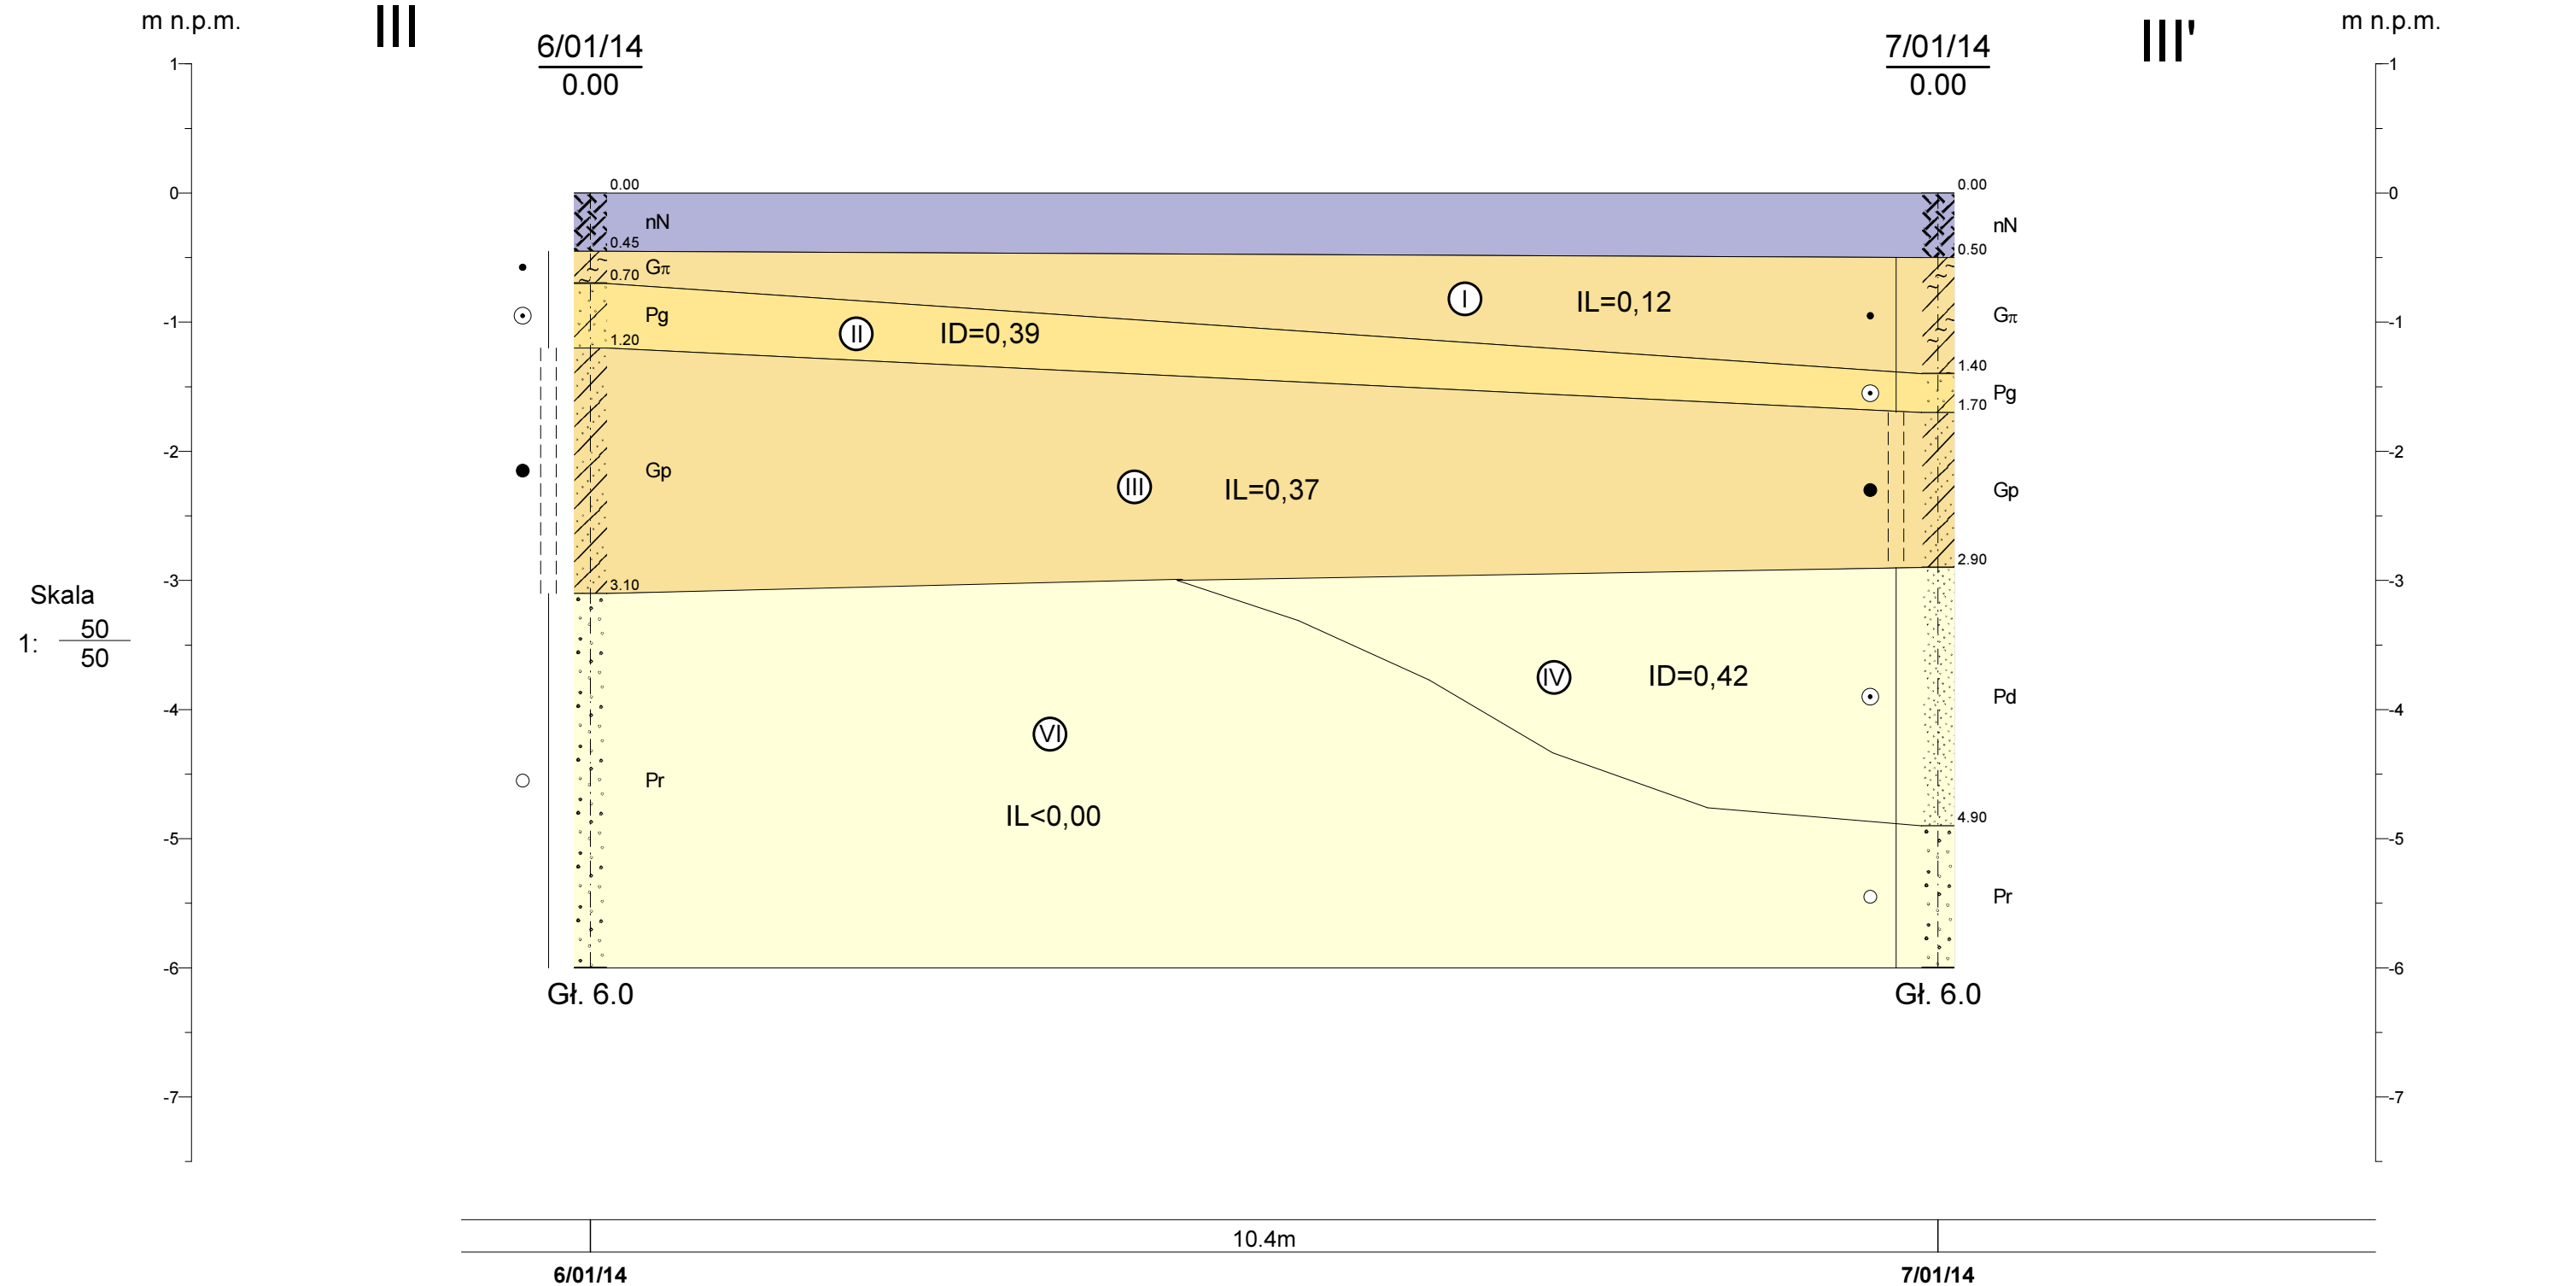 m n.p.m.
III
6/01/14
0.00
7/01/14
0.00
III'
m n.p.m.
1
1
0
0.00
0.00
0
nN
nN
0.45
0.50
Gπ
0.70
I
IL=0,12
-1
Pg
II
ID=0,39
Gπ
-1
1.20
1.40
Pg
1.70
-2
-2
Gp
III
IL=0,37
Gp
2.90
-3
3.10
-3
Skala
1:
50
50
IV
ID=0,42
Pd
-4
VI
-4
Pr
IL<0,00
4.90
-5
-5
Pr
-6
-6
Gł. 6.0
Gł. 6.0
-7
-7
10.4m
6/01/14
7/01/14